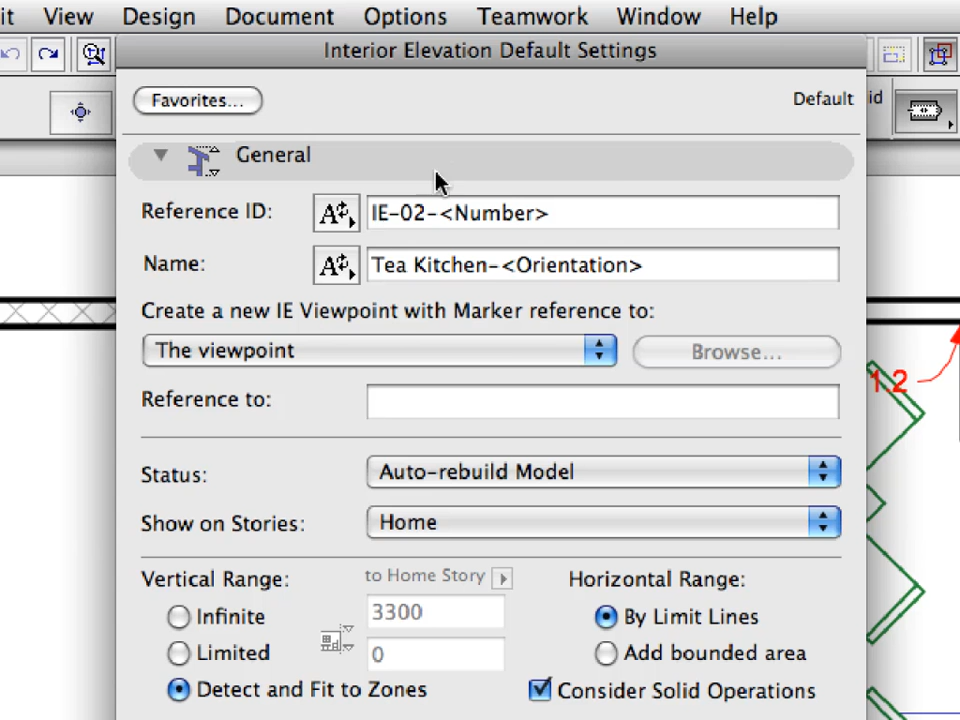 it View Design Document Options Teamwork Window Help
Interior Elevation Default Settings
Favorites...
Default
id
General
Reference ID: A IE-02-<Number>
Name: A Tea Kitchen-<Orientation>
Create a new IE Viewpoint with Marker reference to:
The viewpoint Browse...
1.2
Reference to:
Status: Auto-rebuild Model
Show on Stories: Home
Vertical Range: to Home Story Horizontal Range:
Infinite 3300 By Limit Lines
Limited 0 Add bounded area
Detect and Fit to Zones Consider Solid Operations